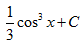 1/3 cos³ x + C